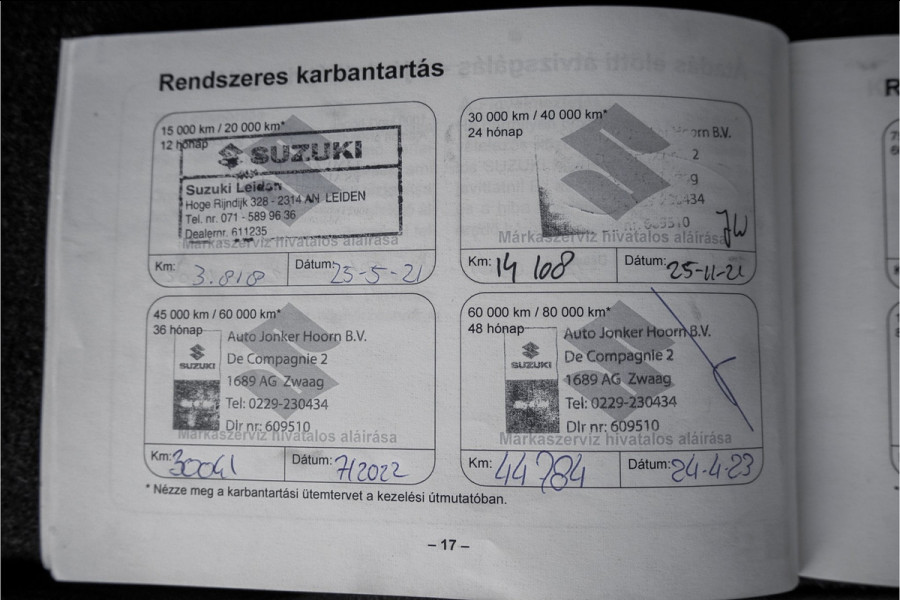 Rendszeres karbantartás
15 000 km / 20 000 km*
12 hónap
SUZUKI
Suzuki Leiden
Hoge Rijndijk 328 - 2314 AN LEIDEN
Tel. nr. 071 - 589 96 36
Dealernr. 611235
Márkaszerviz hivatalos aláírása
Km: 3.818
Dátum: 25-5-21
30 000 km / 40 000 km*
24 hónap
orn B.V.
2
g
434
JW
Márkaszerviz hivatalos aláírása
Km: 14 108
Dátum: 25-11-21
45 000 km / 60 000 km*
36 hónap
SUZUKI
Auto Jonker Hoorn B.V.
De Compagnie 2
1689 AG Zwaag
Tel: 0229-230434
Dlr nr: 609510
Márkaszerviz hivatalos aláírása
Km: 30041
Dátum: 7/2022
60 000 km / 80 000 km*
48 hónap
SUZUKI
Auto Jonker Hoorn B.V.
De Compagnie 2
1689 AG Zwaag
Tel: 0229-230434
Dlr nr: 609510
Márkaszerviz hivatalos aláírása
Km: 44784
Dátum: 24-4-23
* Nézze meg a karbantartási ütemtervet a kezelési útmutatóban.
– 17 –
R